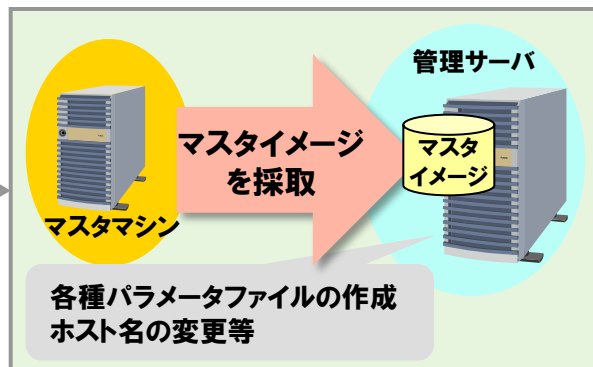 管理サーバ
マスタイメージ
を採取
マスタ
イメージ
マスタマシン
各種パラメータファイルの作成
ホスト名の変更等